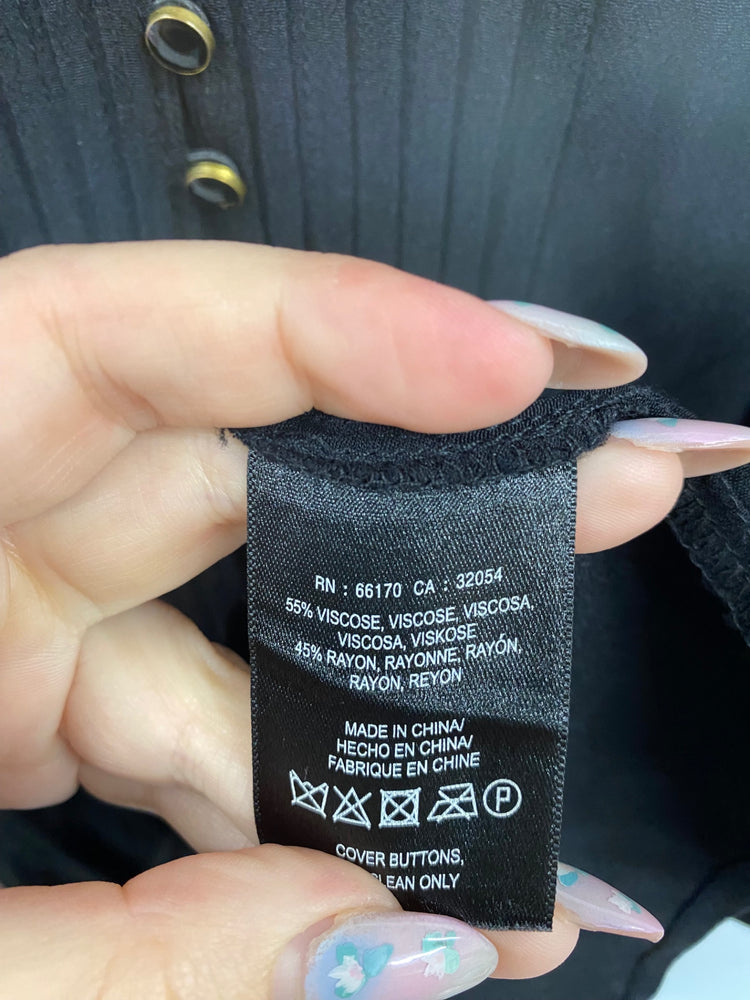 RN : 66170 CA : 32054
55% VISCOSE, VISCOSE, VISCOSA,
VISCOSA, VISKOSE
45% RAYON, RAYONNE, RAYÓN,
RAYON, REYON
MADE IN CHINA/
HECHO EN CHINA/
FABRIQUE EN CHINE
P
COVER BUTTONS,
CLEAN ONLY